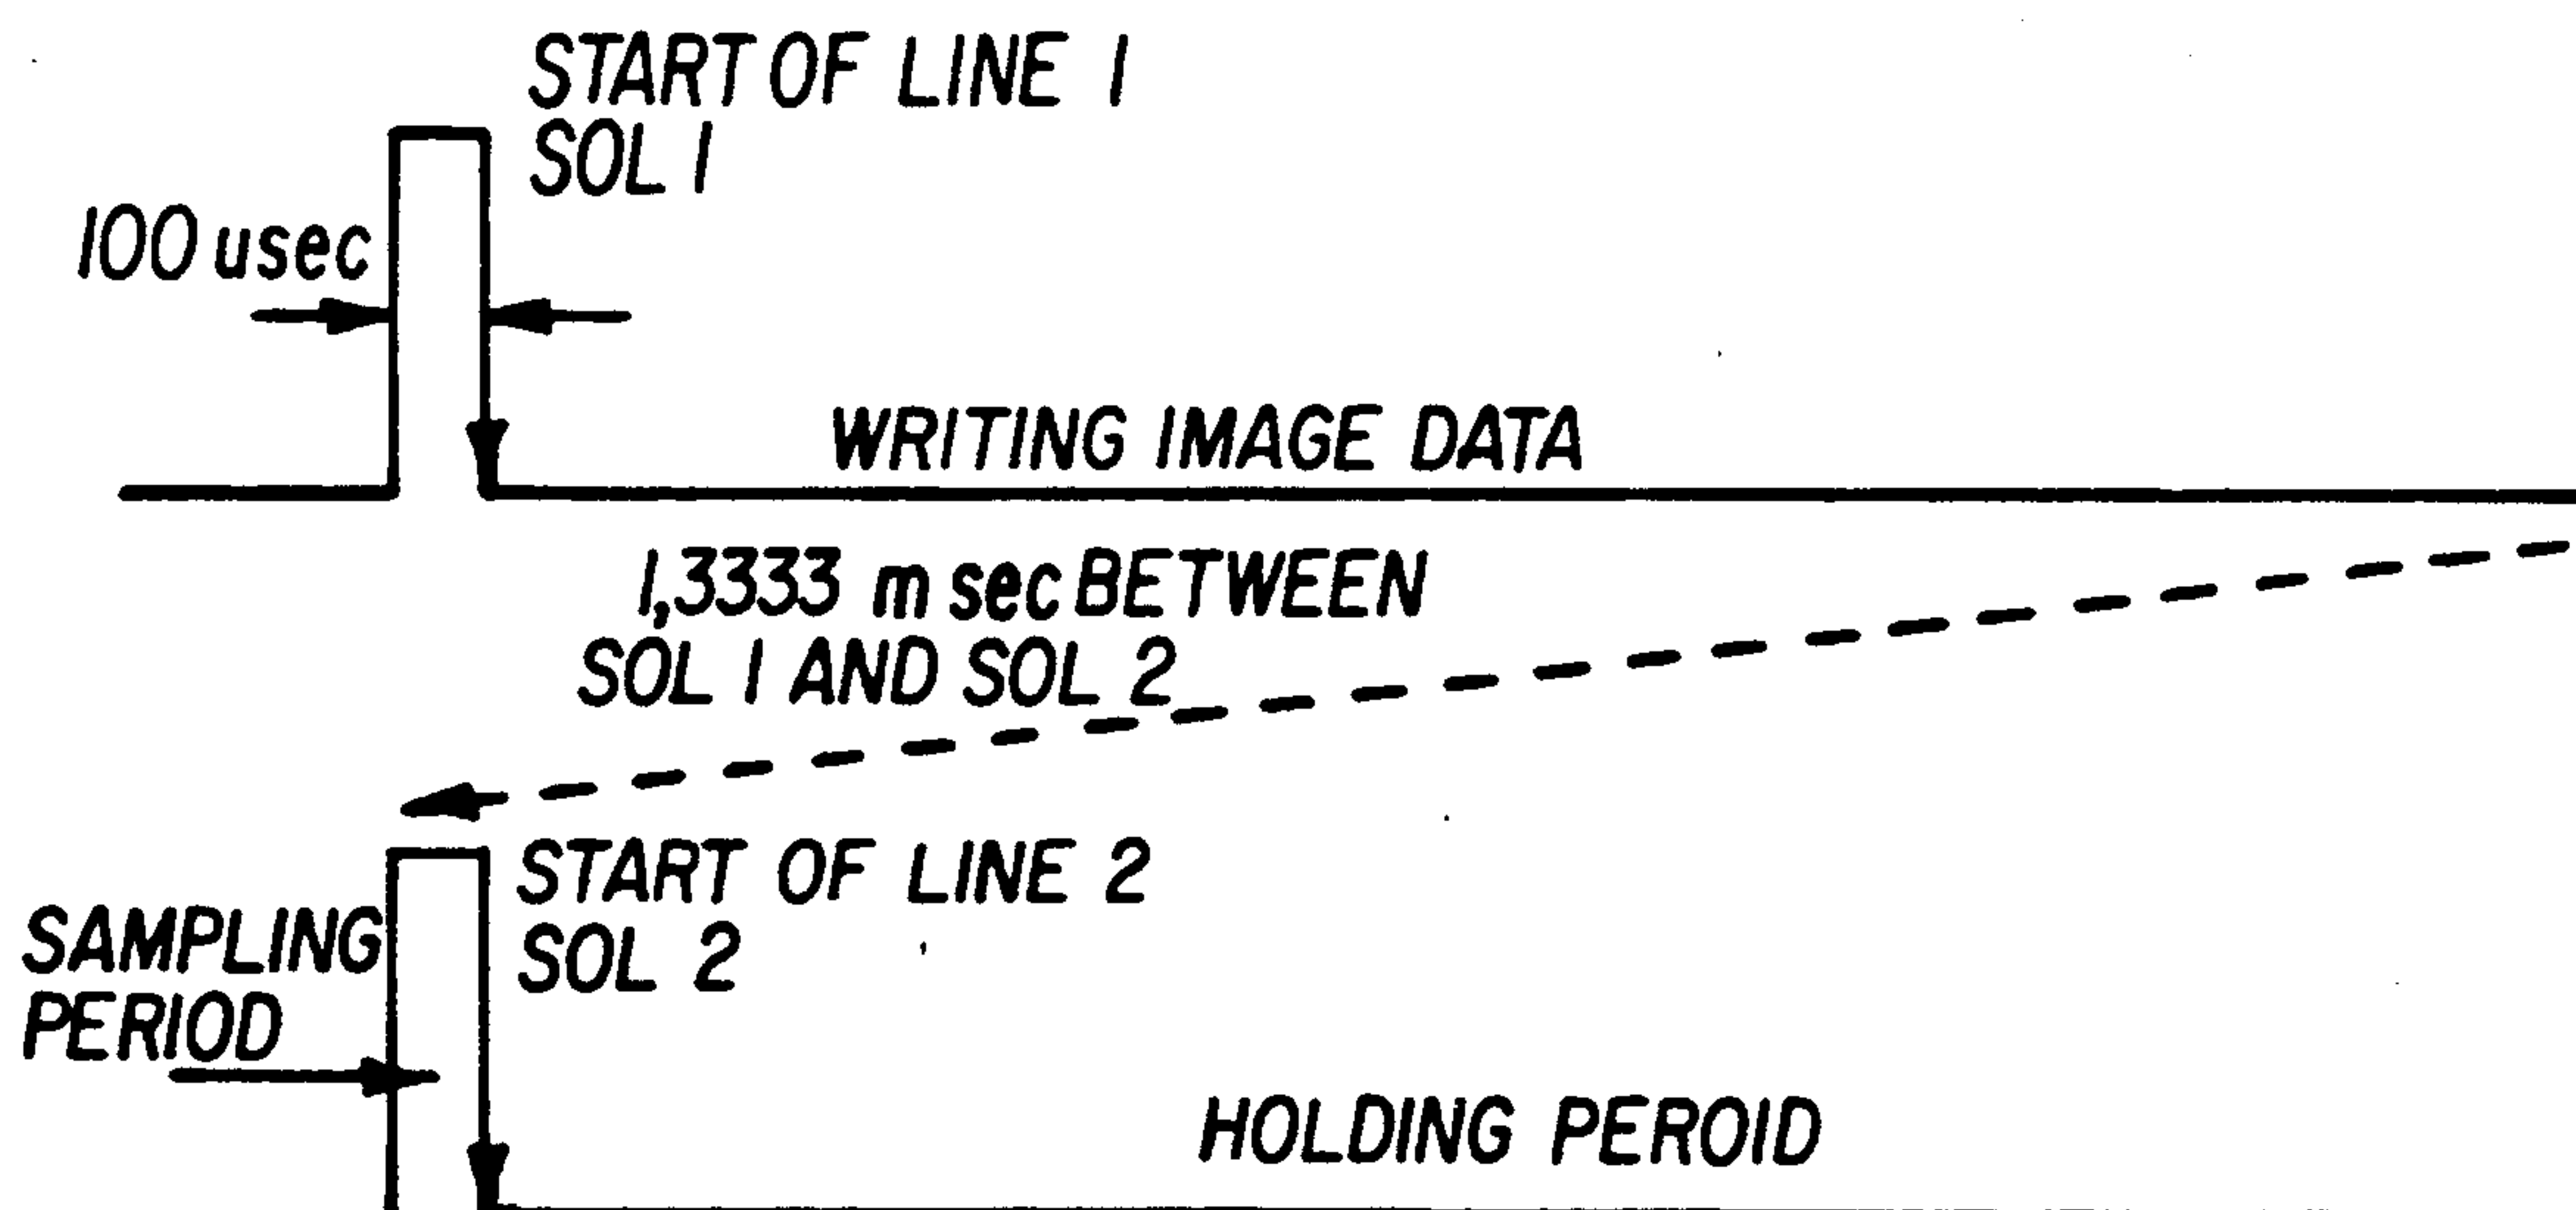 START OF LINE 1
SOL 1
100 usec
WRITING IMAGE DATA
1,3333 m sec BETWEEN
SOL 1 AND SOL 2
START OF LINE 2
SOL 2
SAMPLING
PERIOD
HOLDING PEROID